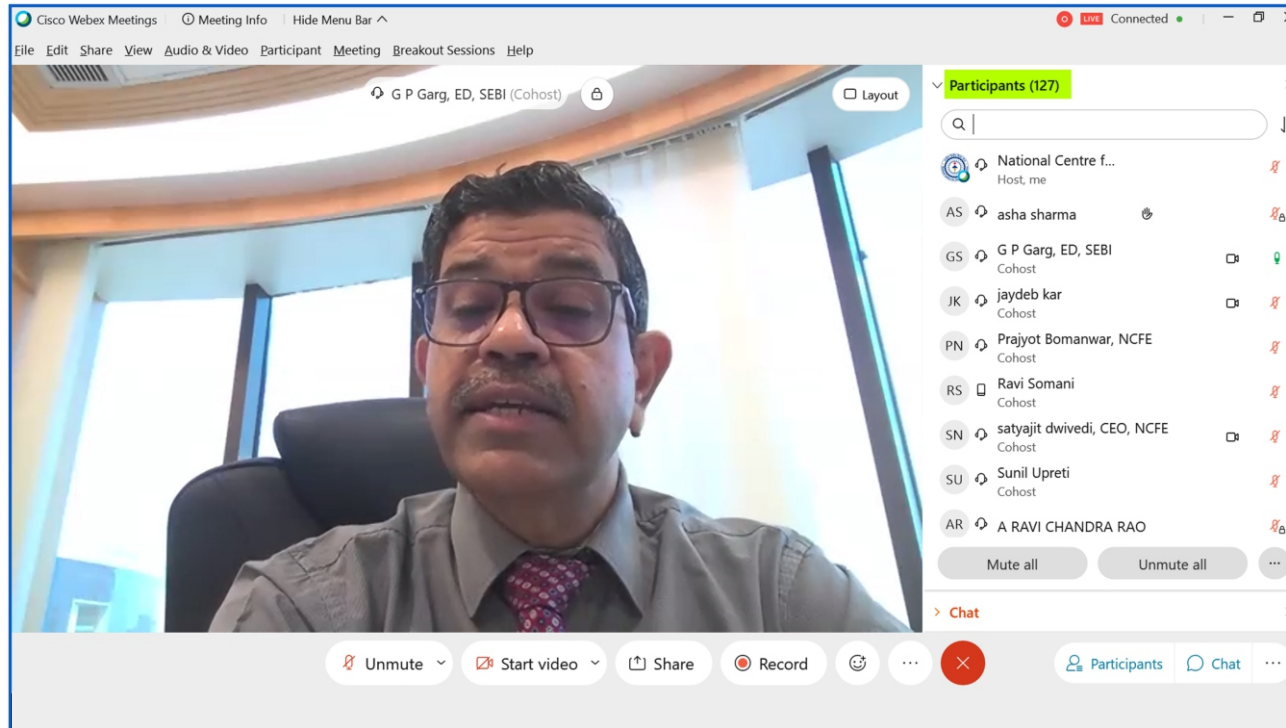 Cisco Webex Meetings Meeting Info Hide Menu Bar LIVE Connected
File Edit Share View Audio & Video Participant Meeting Breakout Sessions Help
G P Garg, ED, SEBI (Cohost)
Layout
Participants (127)
National Centre f...
Host, me
AS asha sharma
GS G P Garg, ED, SEBI
Cohost
JK jaydeb kar
Cohost
PN Prajyot Bomanwar, NCFE
Cohost
RS Ravi Somani
Cohost
SN satyajit dwivedi, CEO, NCFE
Cohost
SU Sunil Upreti
Cohost
AR A RAVI CHANDRA RAO
Mute all Unmute all ...
Chat
Unmute Start video Share Record ... Participants Chat ...